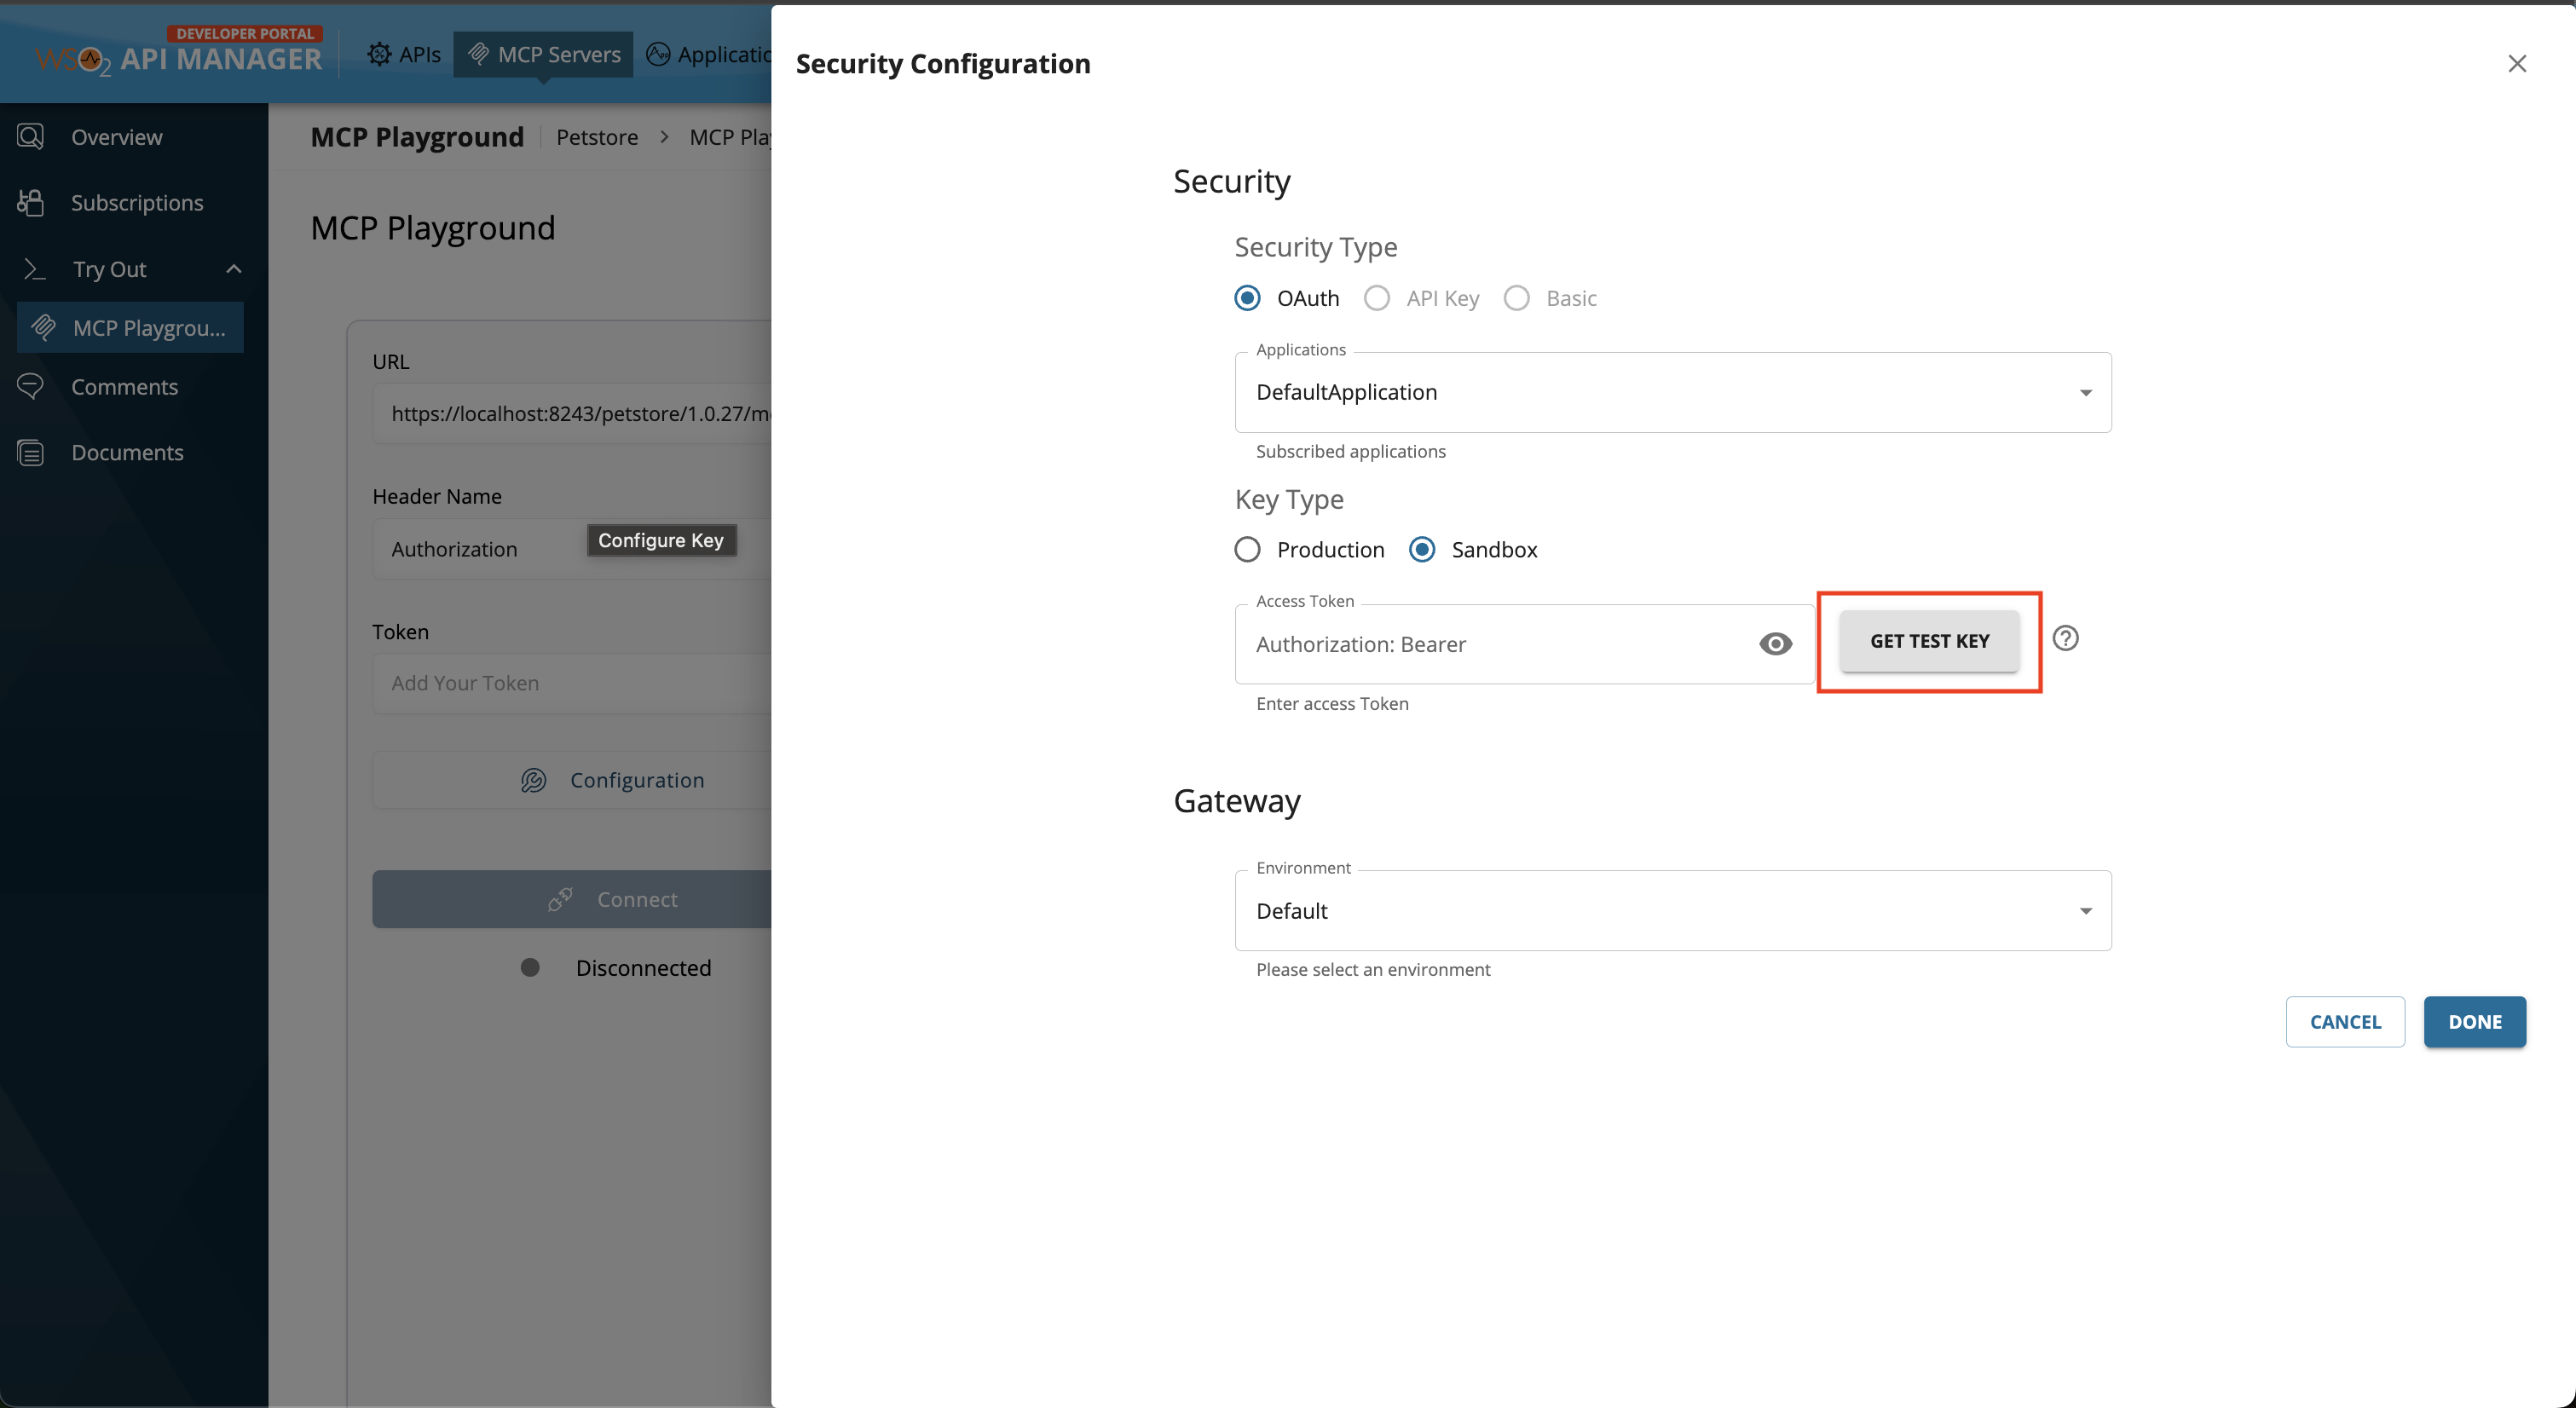 DEVELOPER PORTAL
WSO2 API MANAGER
APIs
MCP Servers
Overview
Subscriptions
Try Out
MCP Playgrou...
Comments
Documents
MCP Playground
Petstore
MCP Playground
URL
https://localhost:8243/petstore/1.0.27/
Header Name
Authorization
Configure Key
Token
Add Your Token
Configuration
Connect
Disconnected
Security Configuration
Security
Security Type
OAuth
API Key
Basic
Applications
DefaultApplication
Subscribed applications
Key Type
Production
Sandbox
Access Token
Authorization: Bearer
GET TEST KEY
Enter access Token
Gateway
Environment
Default
Please select an environment
CANCEL
DONE